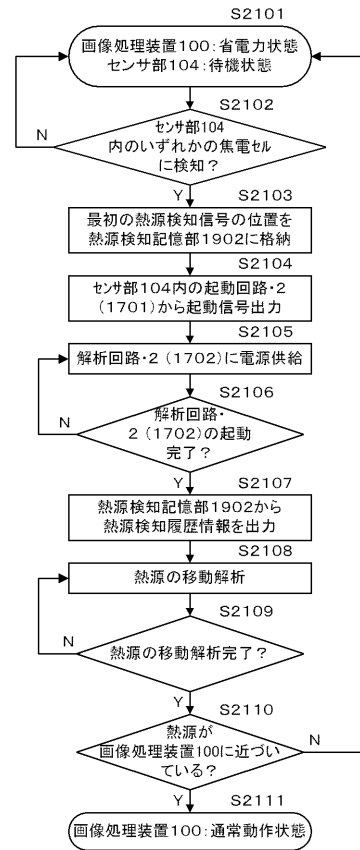 S2101
画像処理装置100:省電力状態
センサ部104:待機状態
S2102
センサ部104
内のいずれかの焦電セル
に検知?
N
Y
S2103
最初の熱源検知信号の位置を
熱源検知記憶部1902に格納
S2104
センサ部104内の起動回路・2
(1701)から起動信号出力
S2105
解析回路・2(1702)に電源供給
S2106
解析回路・
2(1702)の起動
完了?
N
Y
S2107
熱源検知記憶部1902から
熱源検知履歴情報を出力
S2108
熱源の移動解析
S2109
熱源の移動解析完了?
N
Y
S2110
熱源が
画像処理装置100に近づい
ている?
N
Y
S2111
画像処理装置100:通常動作状態